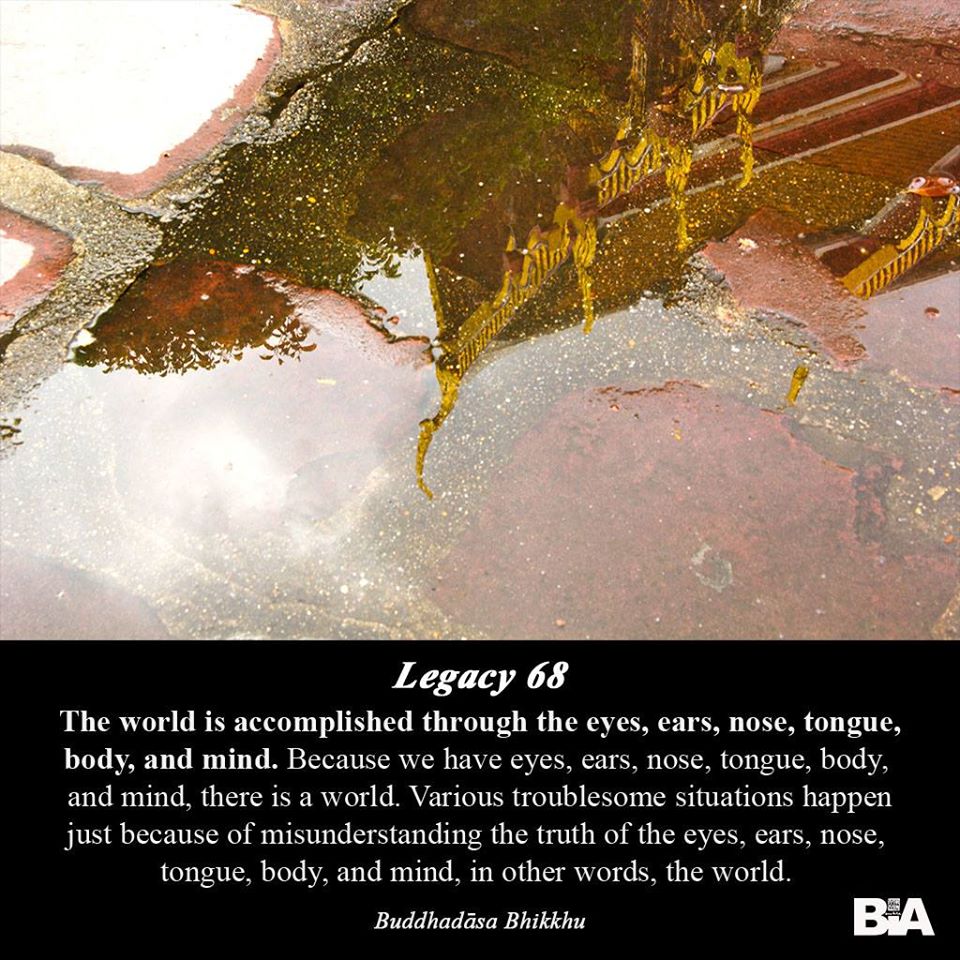 Legacy 68
The world is accomplished through the eyes, ears, nose, tongue,
body, and mind. Because we have eyes, ears, nose, tongue, body,
and mind, there is a world. Various troublesome situations happen
just because of misunderstanding the truth of the eyes, ears, nose,
tongue, body, and mind, in other words, the world.
Buddhadāsa Bhikkhu
BiA